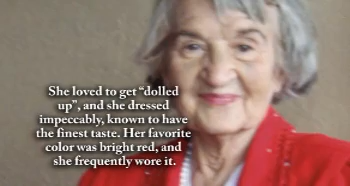 She loved to get “dolled
up”, and she dressed
impeccably, known to have
the finest taste. Her favorite
color was bright red, and
she frequently wore it.